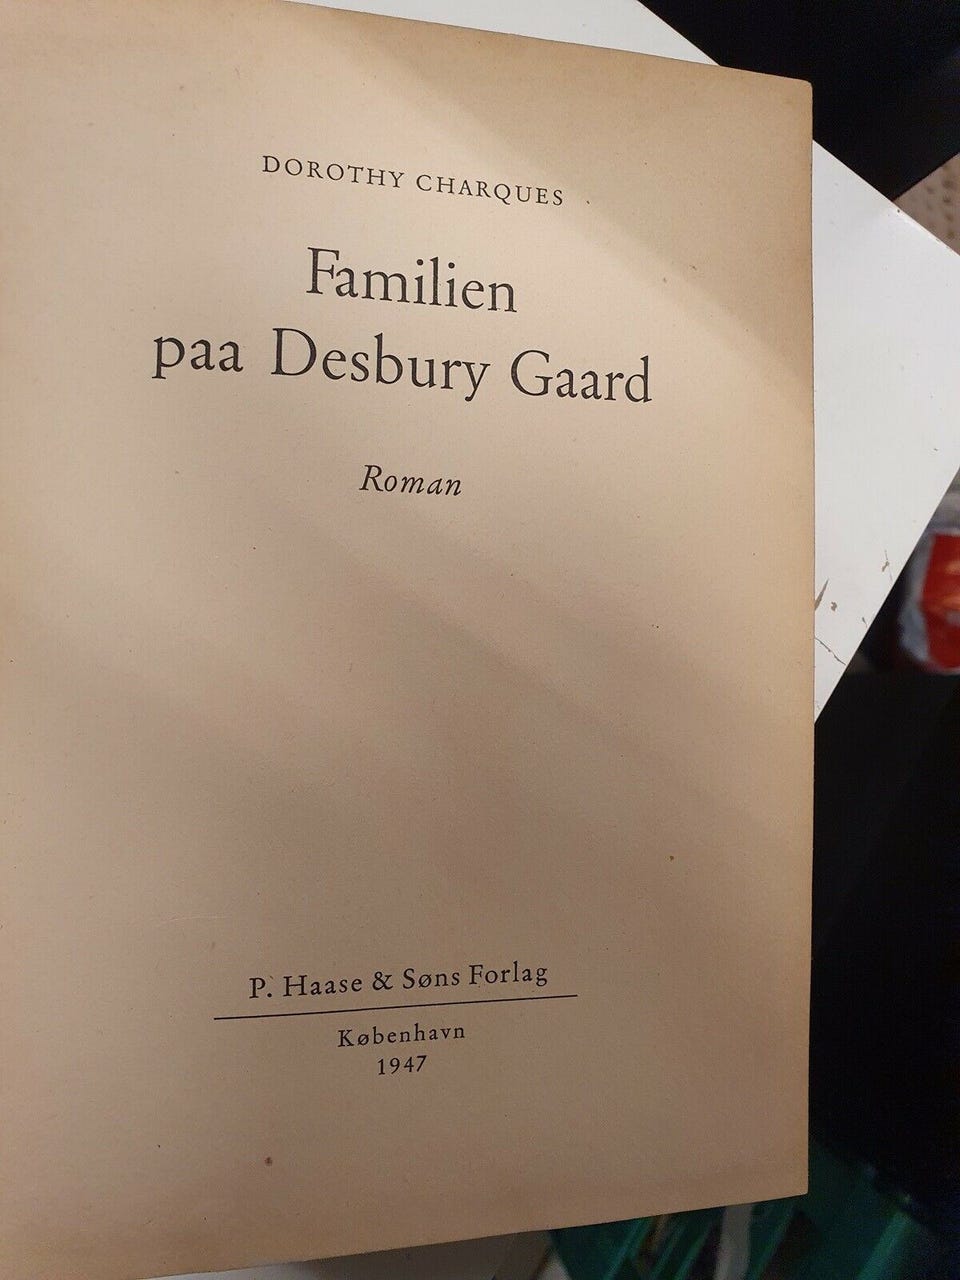 DOROTHY CHARQUES
Familien
paa Desbury Gaard
Roman
P. Haase & Søns Forlag
København
1947